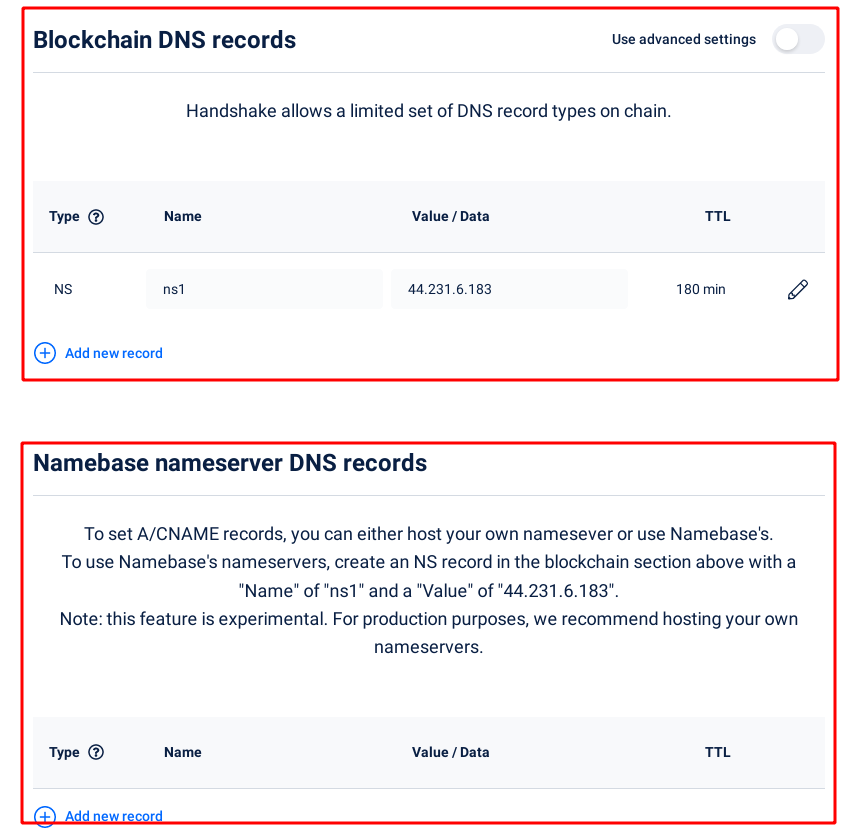 Blockchain DNS records
Use advanced settings
Handshake allows a limited set of DNS record types on chain.
Type ? Name Value / Data TTL
NS ns1 44.231.6.183 180 min
Add new record
Namebase nameserver DNS records
To set A/CNAME records, you can either host your own namesever or use Namebase's.
To use Namebase's nameservers, create an NS record in the blockchain section above with a
"Name" of "ns1" and a "Value" of "44.231.6.183".
Note: this feature is experimental. For production purposes, we recommend hosting your own
nameservers.
Type ? Name Value / Data TTL
Add new record